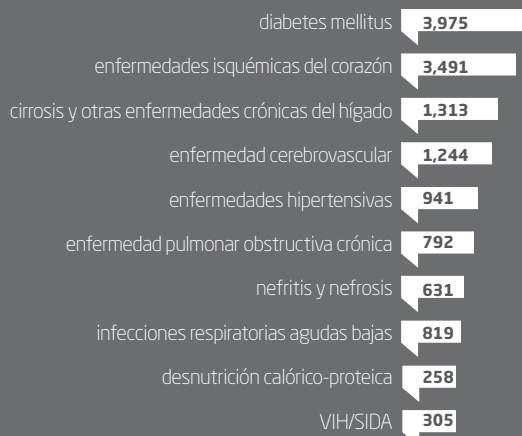 diabetes mellitus 3,975
enfermedades isquémicas del corazón 3,491
cirrosis y otras enfermedades crónicas del hígado 1,313
enfermedad cerebrovascular 1,244
enfermedades hipertensivas 941
enfermedad pulmonar obstructiva crónica 792
nefritis y nefrosis 631
infecciones respiratorias agudas bajas 819
desnutrición calórico-proteica 258
VIH/SIDA 305